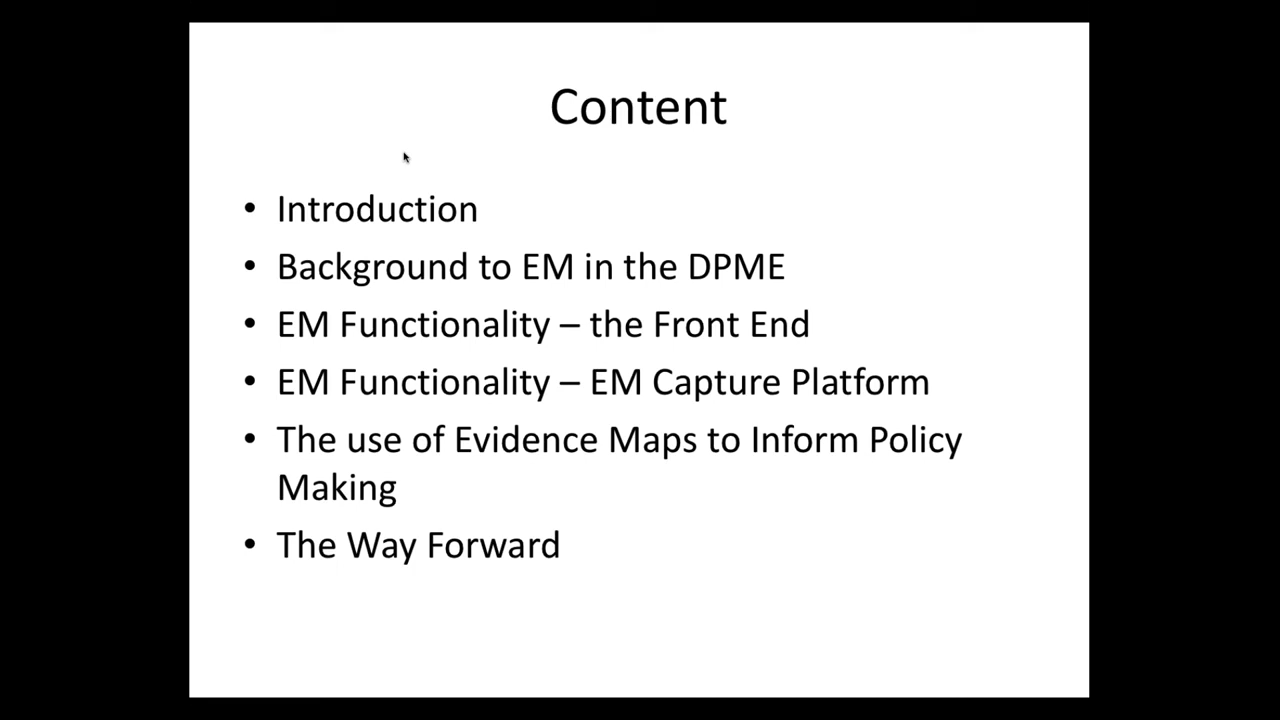 Content
• Introduction
• Background to EM in the DPME
• EM Functionality – the Front End
• EM Functionality – EM Capture Platform
• The use of Evidence Maps to Inform Policy
Making
• The Way Forward